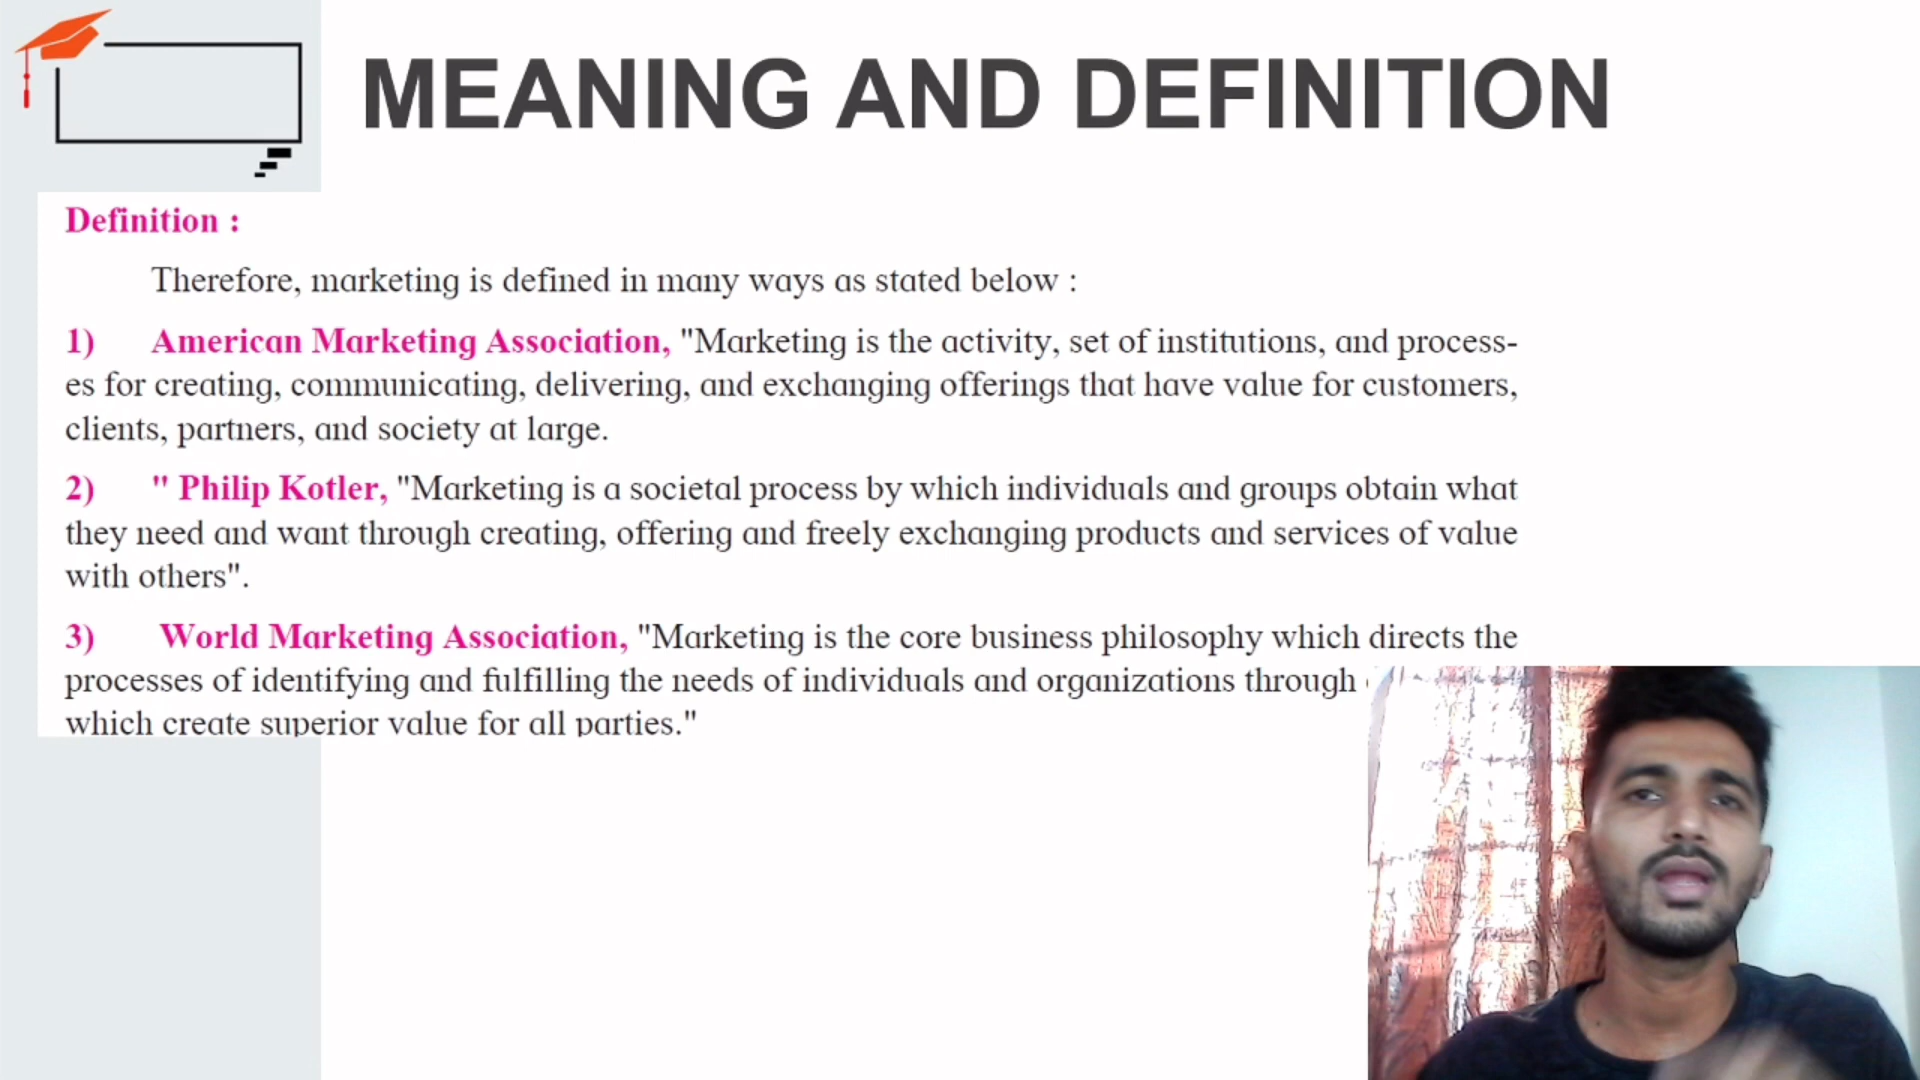 MEANING AND DEFINITION
Definition :
Therefore, marketing is defined in many ways as stated below :
1) American Marketing Association, "Marketing is the activity, set of institutions, and process-
es for creating, communicating, delivering, and exchanging offerings that have value for customers,
clients, partners, and society at large.
2) " Philip Kotler, "Marketing is a societal process by which individuals and groups obtain what
they need and want through creating, offering and freely exchanging products and services of value
with others".
3) World Marketing Association, "Marketing is the core business philosophy which directs the
processes of identifying and fulfilling the needs of individuals and organizations through
which create superior value for all parties."